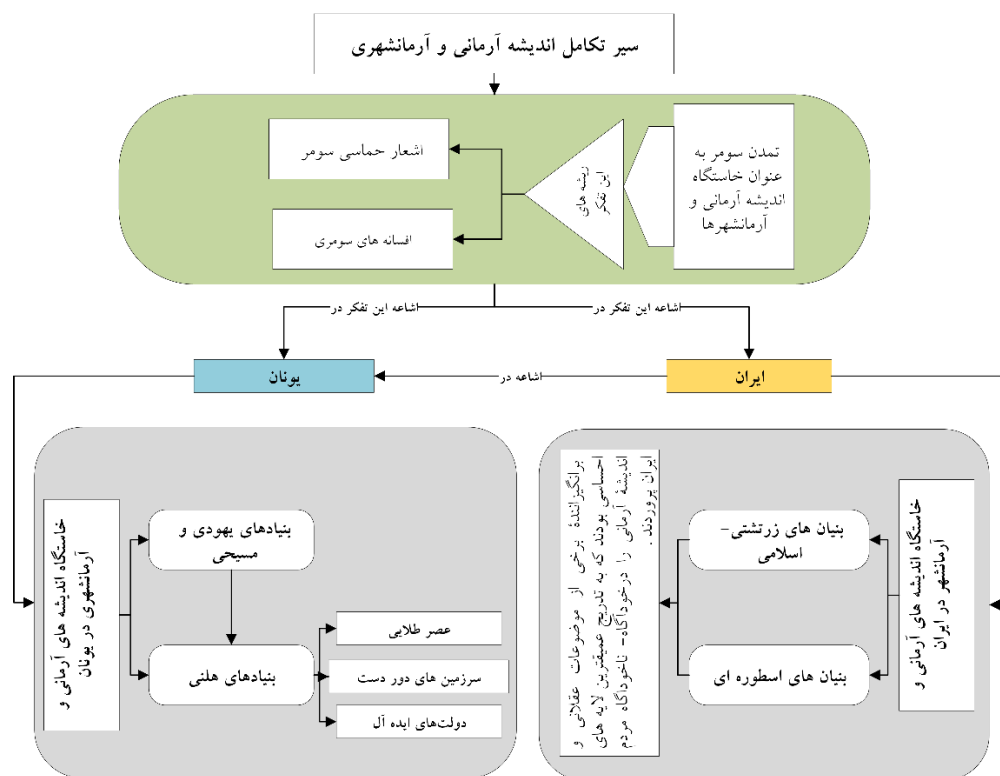 سیر تکامل اندیشه آرمانی و آرمانشهری
تمدن سومر به
عنوان خاستگاه
اندیشه آرمانی و
آرمانشهرها
ریشه های
این تفکر
اشعار حماسی سومر
افسانه های سومری
اشاعه این تفکر در
اشاعه این تفکر در
ایران
اشاعه در
یونان
خاستگاه اندیشه های آرمانی و
آرمانشهر در ایران
بنیان های زرتشتی-
اسلامی
بنیان های اسطوره ای
برانگیزانندۀ برخی از موضوعات عقلانی و
احساسی بودند که به تدریج عمیقترین لایه های
اندیشۀ آرمانی را درخودآگاه- ناخودآگاه مردم
ایران پروردند .
خاستگاه اندیشه های آرمانی و
آرمانشهری در یونان
بنیادهای یهودی و
مسیحی
بنیادهای هلنی
عصر طلایی
سرزمین های دور دست
دولت‌های ایده آل